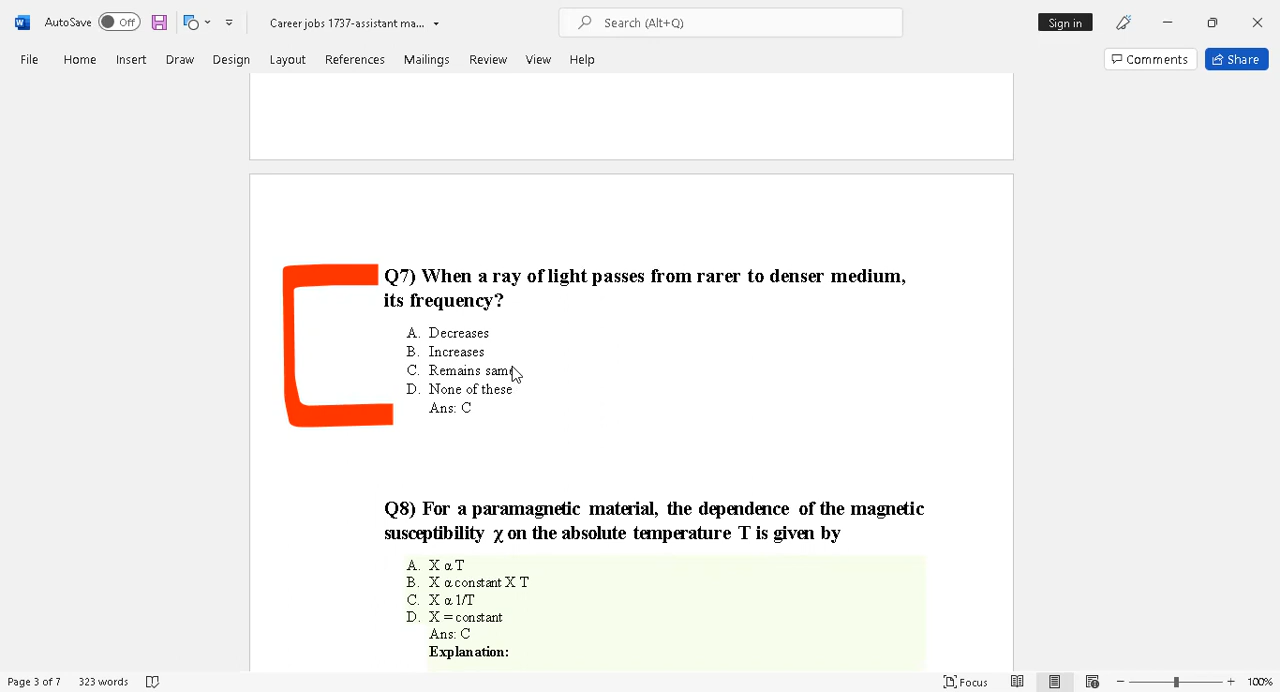 AutoSave Off Career jobs 1737-assistant ma... Search (Alt+Q) Sign in
File Home Insert Draw Design Layout References Mailings Review View Help Comments Share
Q7) When a ray of light passes from rarer to denser medium,
its frequency?
A. Decreases
B. Increases
C. Remains same
D. None of these
Ans: C
Q8) For a paramagnetic material, the dependence of the magnetic
susceptibility χ on the absolute temperature T is given by
A. X α T
B. X α constant X T
C. X α 1/T
D. X = constant
Ans: C
Explanation:
Page 3 of 7 323 words Focus 100%